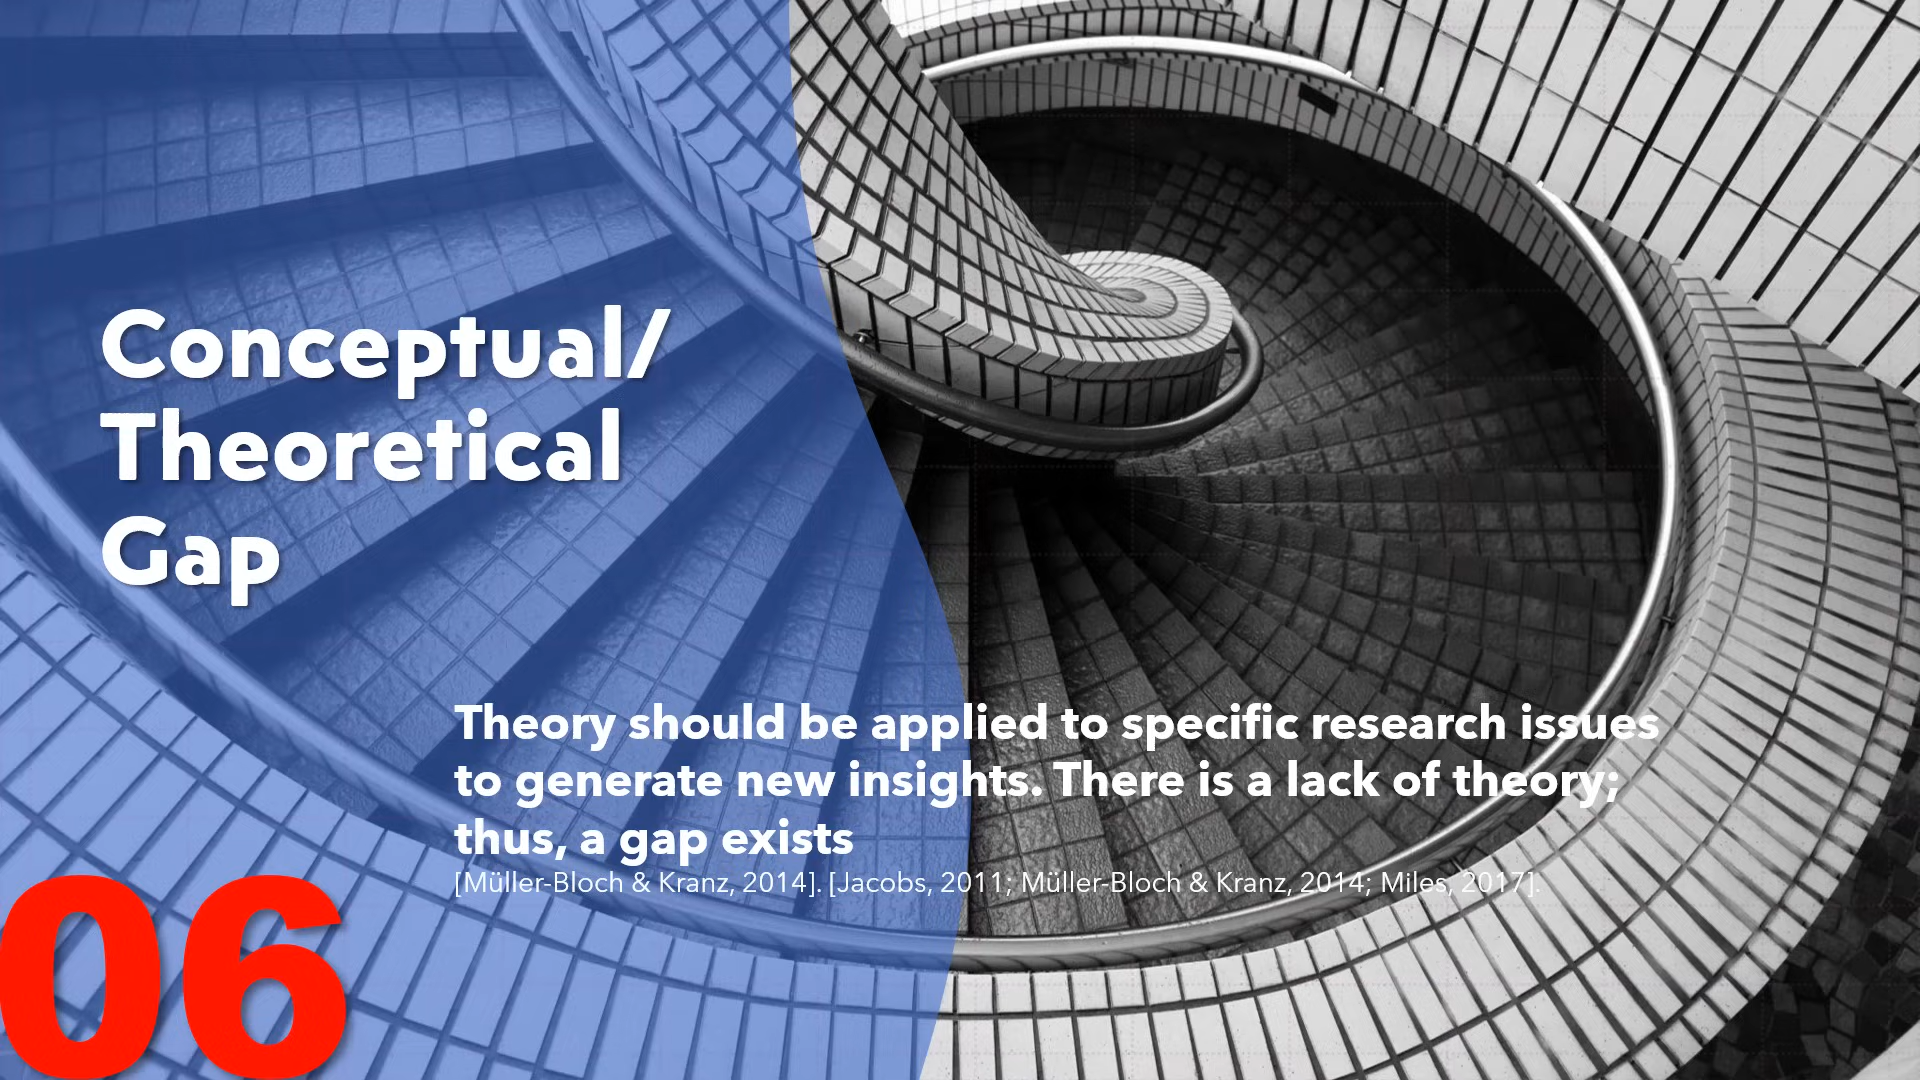 Conceptual/
Theoretical
Gap
Theory should be applied to specific research issues
to generate new insights. There is a lack of theory;
thus, a gap exists
[Müller-Bloch & Kranz, 2014]. [Jacobs, 2011; Müller-Bloch & Kranz, 2014; Miles, 2017].
06